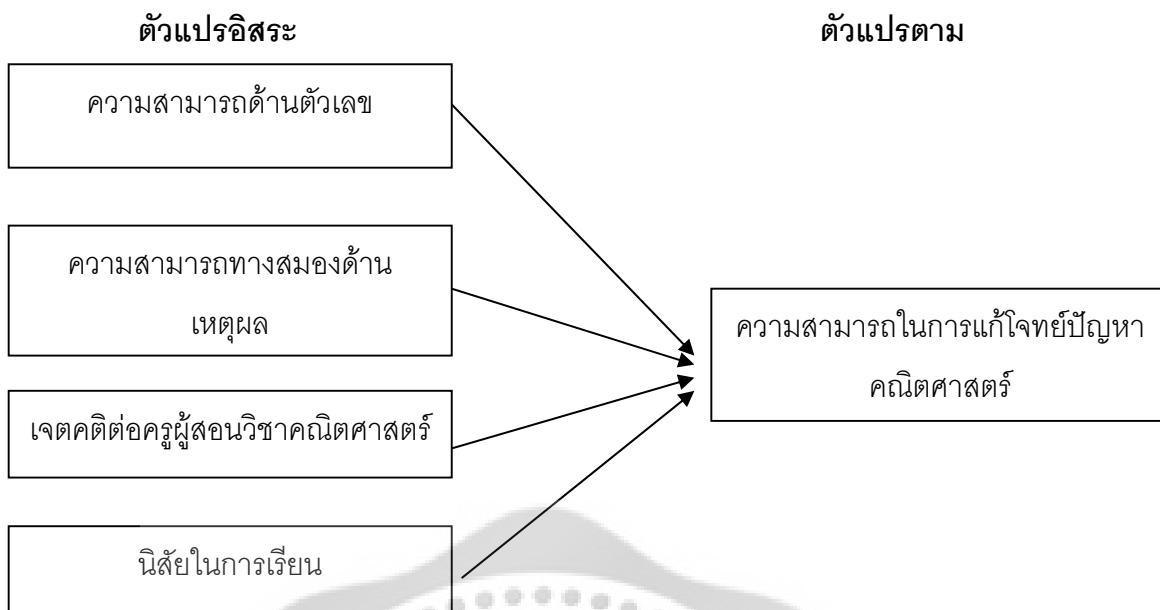 ตัวแปรอิสระ
ตัวแปรตาม
ความสามารถด้านตัวเลข
ความสามารถทางสมองด้าน
เหตุผล
เจตคติต่อครูผู้สอนวิชาคณิตศาสตร์
นิสัยในการเรียน
ความสามารถในการแก้โจทย์ปัญหา
คณิตศาสตร์